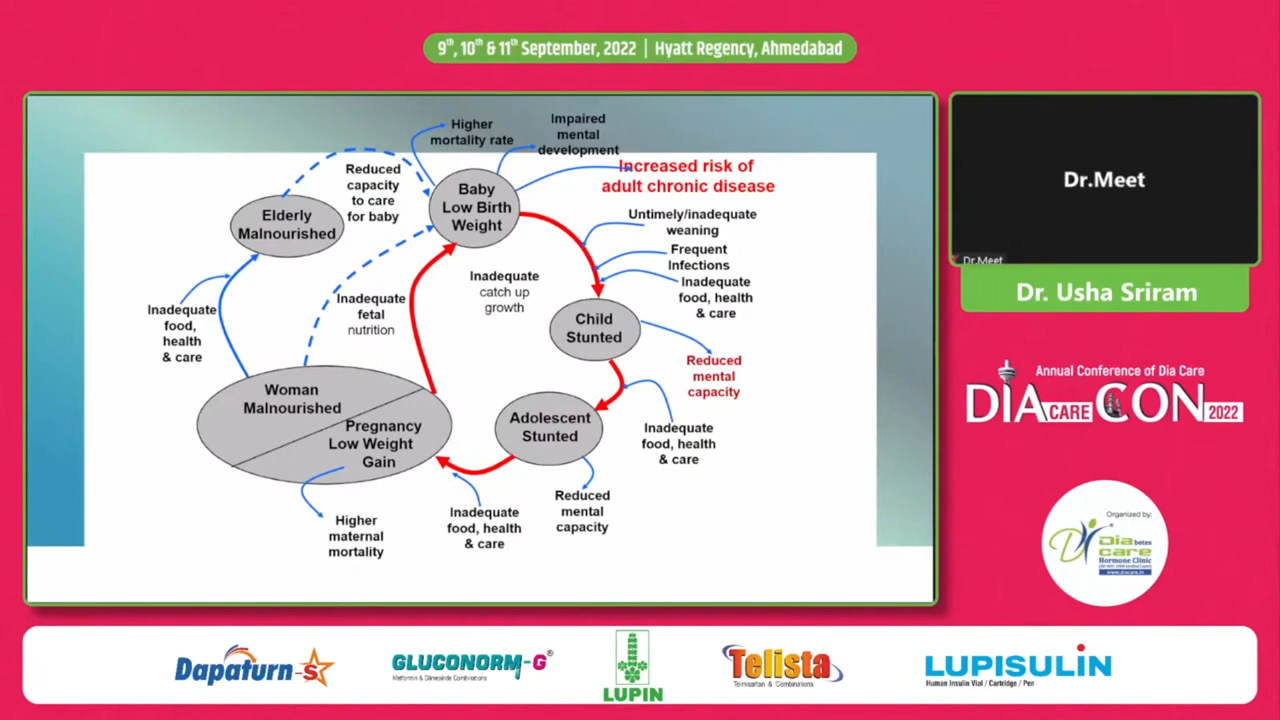 9th, 10th & 11th September, 2022 | Hyatt Regency, Ahmedabad
Higher
mortality rate
Impaired
mental
development
Increased risk of
adult chronic disease
Reduced
capacity
to care
for baby
Baby
Low Birth
Weight
Elderly
Malnourished
Untimely/inadequate
weaning
Frequent
Infections
Inadequate
food, health
& care
Inadequate
catch up
growth
Inadequate
fetal
nutrition
Inadequate
food,
health
& care
Child
Stunted
Reduced
mental
capacity
Woman
Malnourished
Pregnancy
Low Weight
Gain
Adolescent
Stunted
Inadequate
food, health
& care
Reduced
mental
capacity
Inadequate
food, health
& care
Higher
maternal
mortality
Dr.Meet
Dr.Meet
Dr. Usha Sriram
Annual Conference of Dia Care
DIA CARE CON 2022
Organized by:
Diabetes
care
Hormone Clinic
www.diacare.in
Dapaturn-S
GLUCONORM-G®
Metformin & Glimepiride Combinations
LUPIN
Telista
Telmisartan & Combinations
LUPISULIN
Human Insulin Vial / Cartridge / Pen